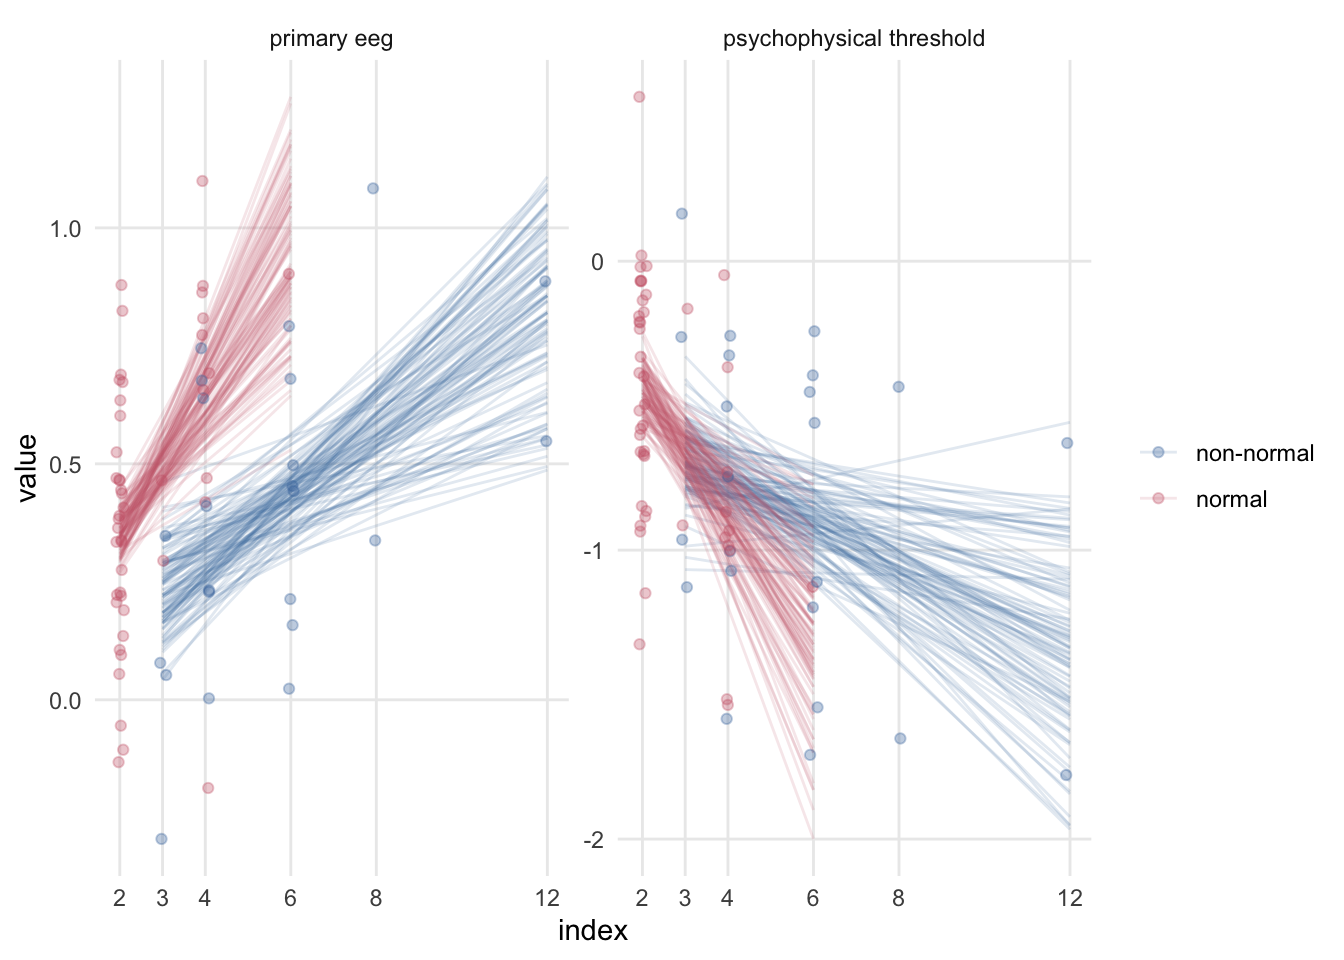 primary eeg
psychophysical threshold
value
1.0
0.5
0.0
0
-1
-2
2 3 4 6 8 12
2 3 4 6 8 12
index
non-normal
normal